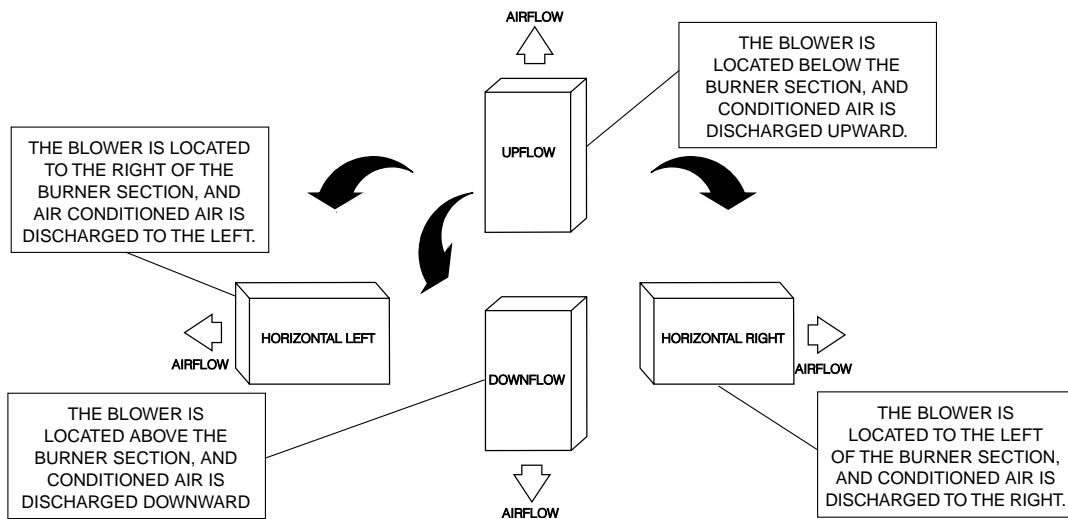 AIRFLOW
THE BLOWER IS
LOCATED BELOW THE
BURNER SECTION, AND
CONDITIONED AIR IS
DISCHARGED UPWARD.
UPFLOW
THE BLOWER IS LOCATED
TO THE RIGHT OF THE
BURNER SECTION, AND
AIR CONDITIONED AIR IS
DISCHARGED TO THE LEFT.
HORIZONTAL LEFT
AIRFLOW
DOWNFLOW
HORIZONTAL RIGHT
AIRFLOW
THE BLOWER IS
LOCATED ABOVE THE
BURNER SECTION, AND
CONDITIONED AIR IS
DISCHARGED DOWNWARD
THE BLOWER IS
LOCATED TO THE LEFT
OF THE BURNER SECTION,
AND CONDITIONED AIR IS
DISCHARGED TO THE RIGHT.
AIRFLOW